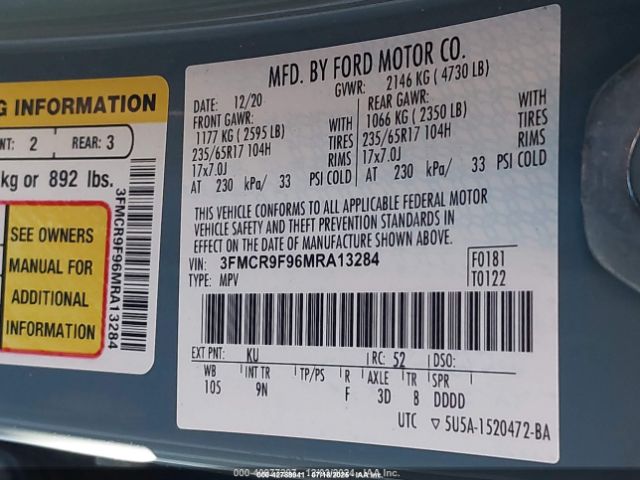 G INFORMATION
NT: 2 REAR: 3
kg or 892 lbs.
SEE OWNERS
MANUAL FOR
ADDITIONAL
INFORMATION
3FMCR9F96MRA13284
MFD. BY FORD MOTOR CO.
DATE: 12/20 GVWR: 2146 KG ( 4730 LB)
FRONT GAWR: REAR GAWR:
1177 KG ( 2595 LB) WITH 1066 KG ( 2350 LB) WITH
235/65R17 104H TIRES 235/65R17 104H TIRES
17x7.0J RIMS 17x7.0J RIMS
AT 230 kPa/ 33 PSI COLD AT 230 kPa/ 33 PSI COLD
THIS VEHICLE CONFORMS TO ALL APPLICABLE FEDERAL MOTOR
VEHICLE SAFETY AND THEFT PREVENTION STANDARDS IN
EFFECT ON THE DATE OF MANUFACTURE SHOWN ABOVE.
VIN: 3FMCR9F96MRA13284 F0181
TYPE: MPV T0122
EXT PNT: KU RC: 52 DSO:
WB INT TR TP/PS R AXLE TR SPR
105 9N F 3D 8 DDDD
UTC ▽ 5U5A-1520472-BA
000-42788941 07/18/2025